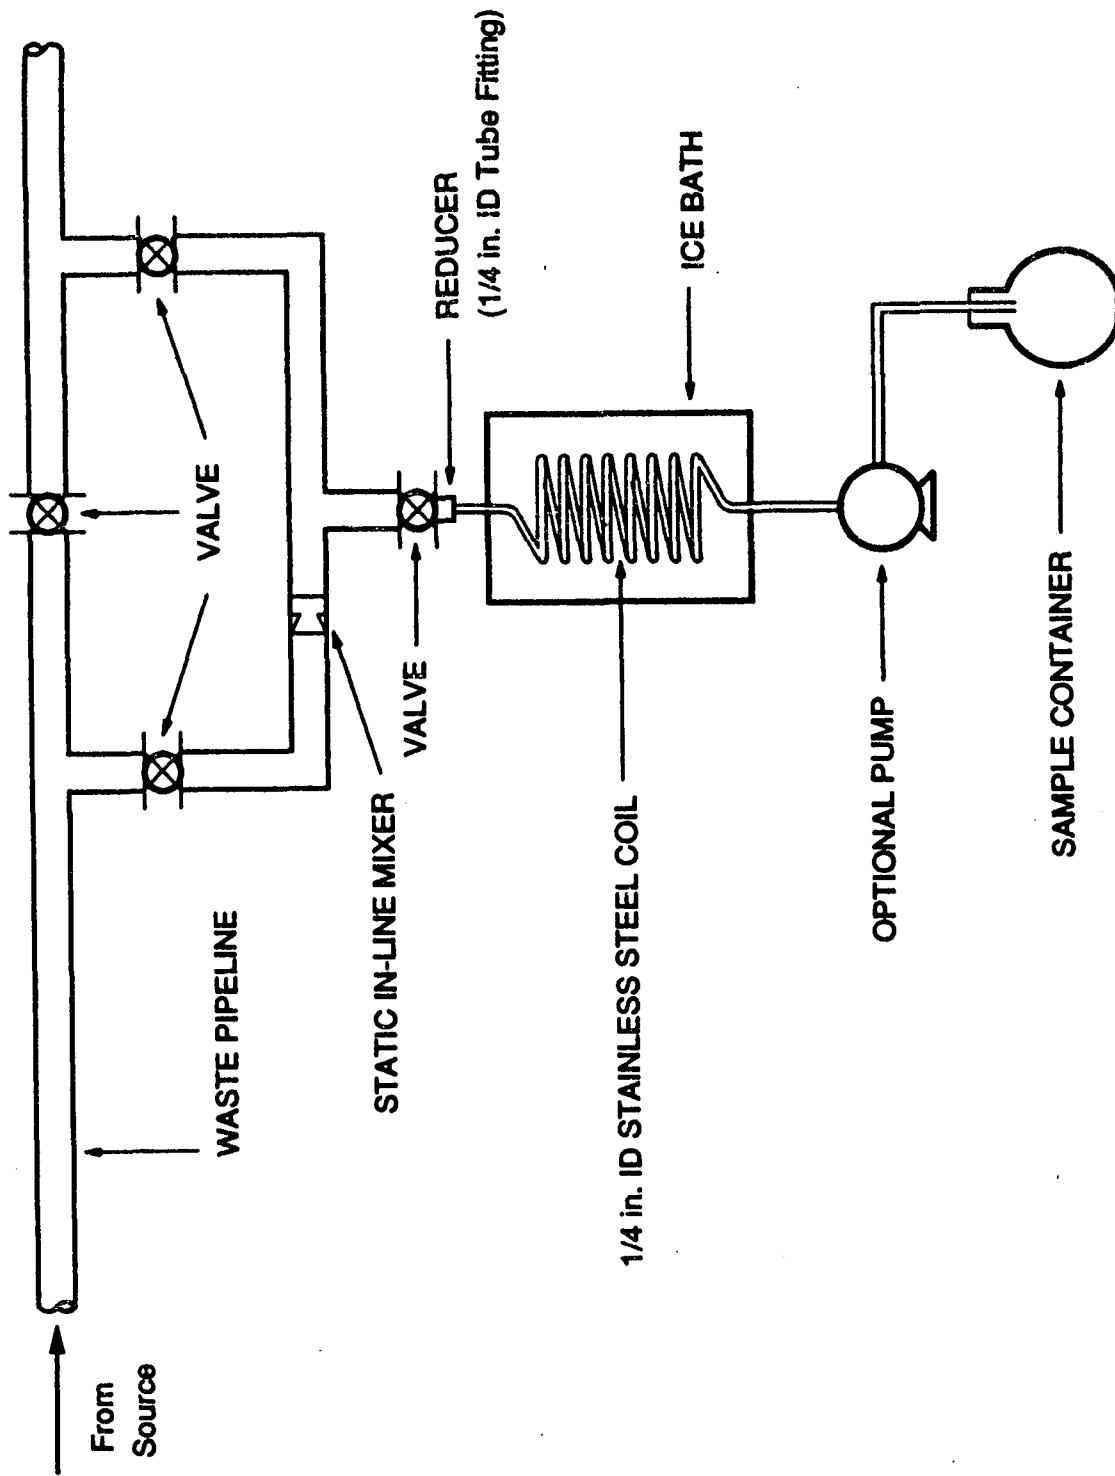 From
Source
WASTE PIPELINE
VALVE
STATIC IN-LINE MIXER
VALVE
REDUCER
(1/4 in. ID Tube Fitting)
1/4 in. ID STAINLESS STEEL COIL
ICE BATH
OPTIONAL PUMP
SAMPLE CONTAINER